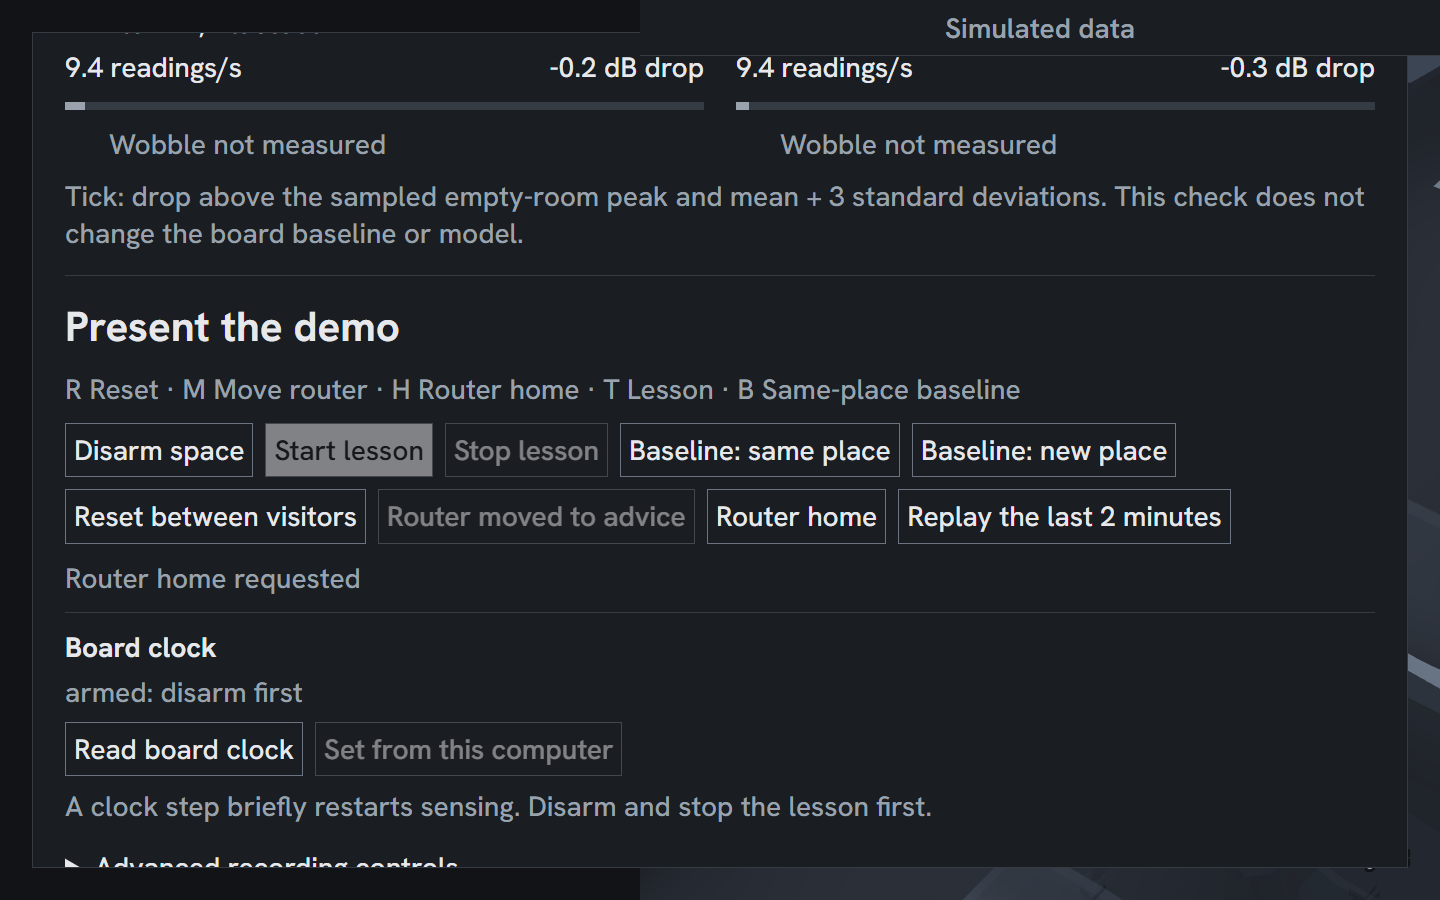 Simulated data
9.4 readings/s -0.2 dB drop
9.4 readings/s -0.3 dB drop
Wobble not measured
Wobble not measured
Tick: drop above the sampled empty-room peak and mean + 3 standard deviations. This check does not
change the board baseline or model.
Present the demo
R Reset · M Move router · H Router home · T Lesson · B Same-place baseline
Disarm space Start lesson Stop lesson Baseline: same place Baseline: new place
Reset between visitors Router moved to advice Router home Replay the last 2 minutes
Router home requested
Board clock
armed: disarm first
Read board clock Set from this computer
A clock step briefly restarts sensing. Disarm and stop the lesson first.
Advanced recording controls